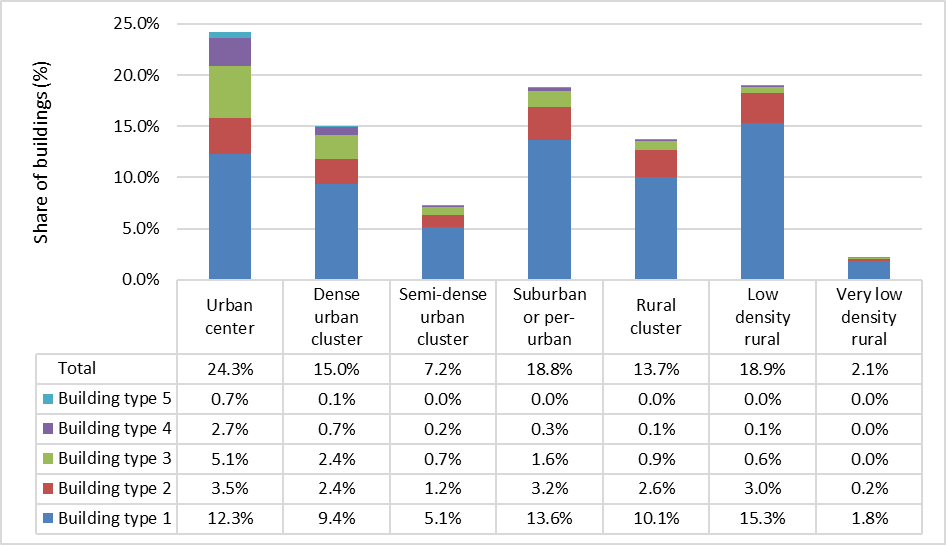 25.0%
20.0%
15.0%
10.0%
5.0%
0.0%
Share of buildings (%)
Urban
center
Dense
urban
cluster
Semi-dense
urban
cluster
Suburban
or per-
urban
Rural
cluster
Low
density
rural
Very low
density
rural
Total 24.3% 15.0% 7.2% 18.8% 13.7% 18.9% 2.1%
Building type 5 0.7% 0.1% 0.0% 0.0% 0.0% 0.0% 0.0%
Building type 4 2.7% 0.7% 0.2% 0.3% 0.1% 0.1% 0.0%
Building type 3 5.1% 2.4% 0.7% 1.6% 0.9% 0.6% 0.0%
Building type 2 3.5% 2.4% 1.2% 3.2% 2.6% 3.0% 0.2%
Building type 1 12.3% 9.4% 5.1% 13.6% 10.1% 15.3% 1.8%